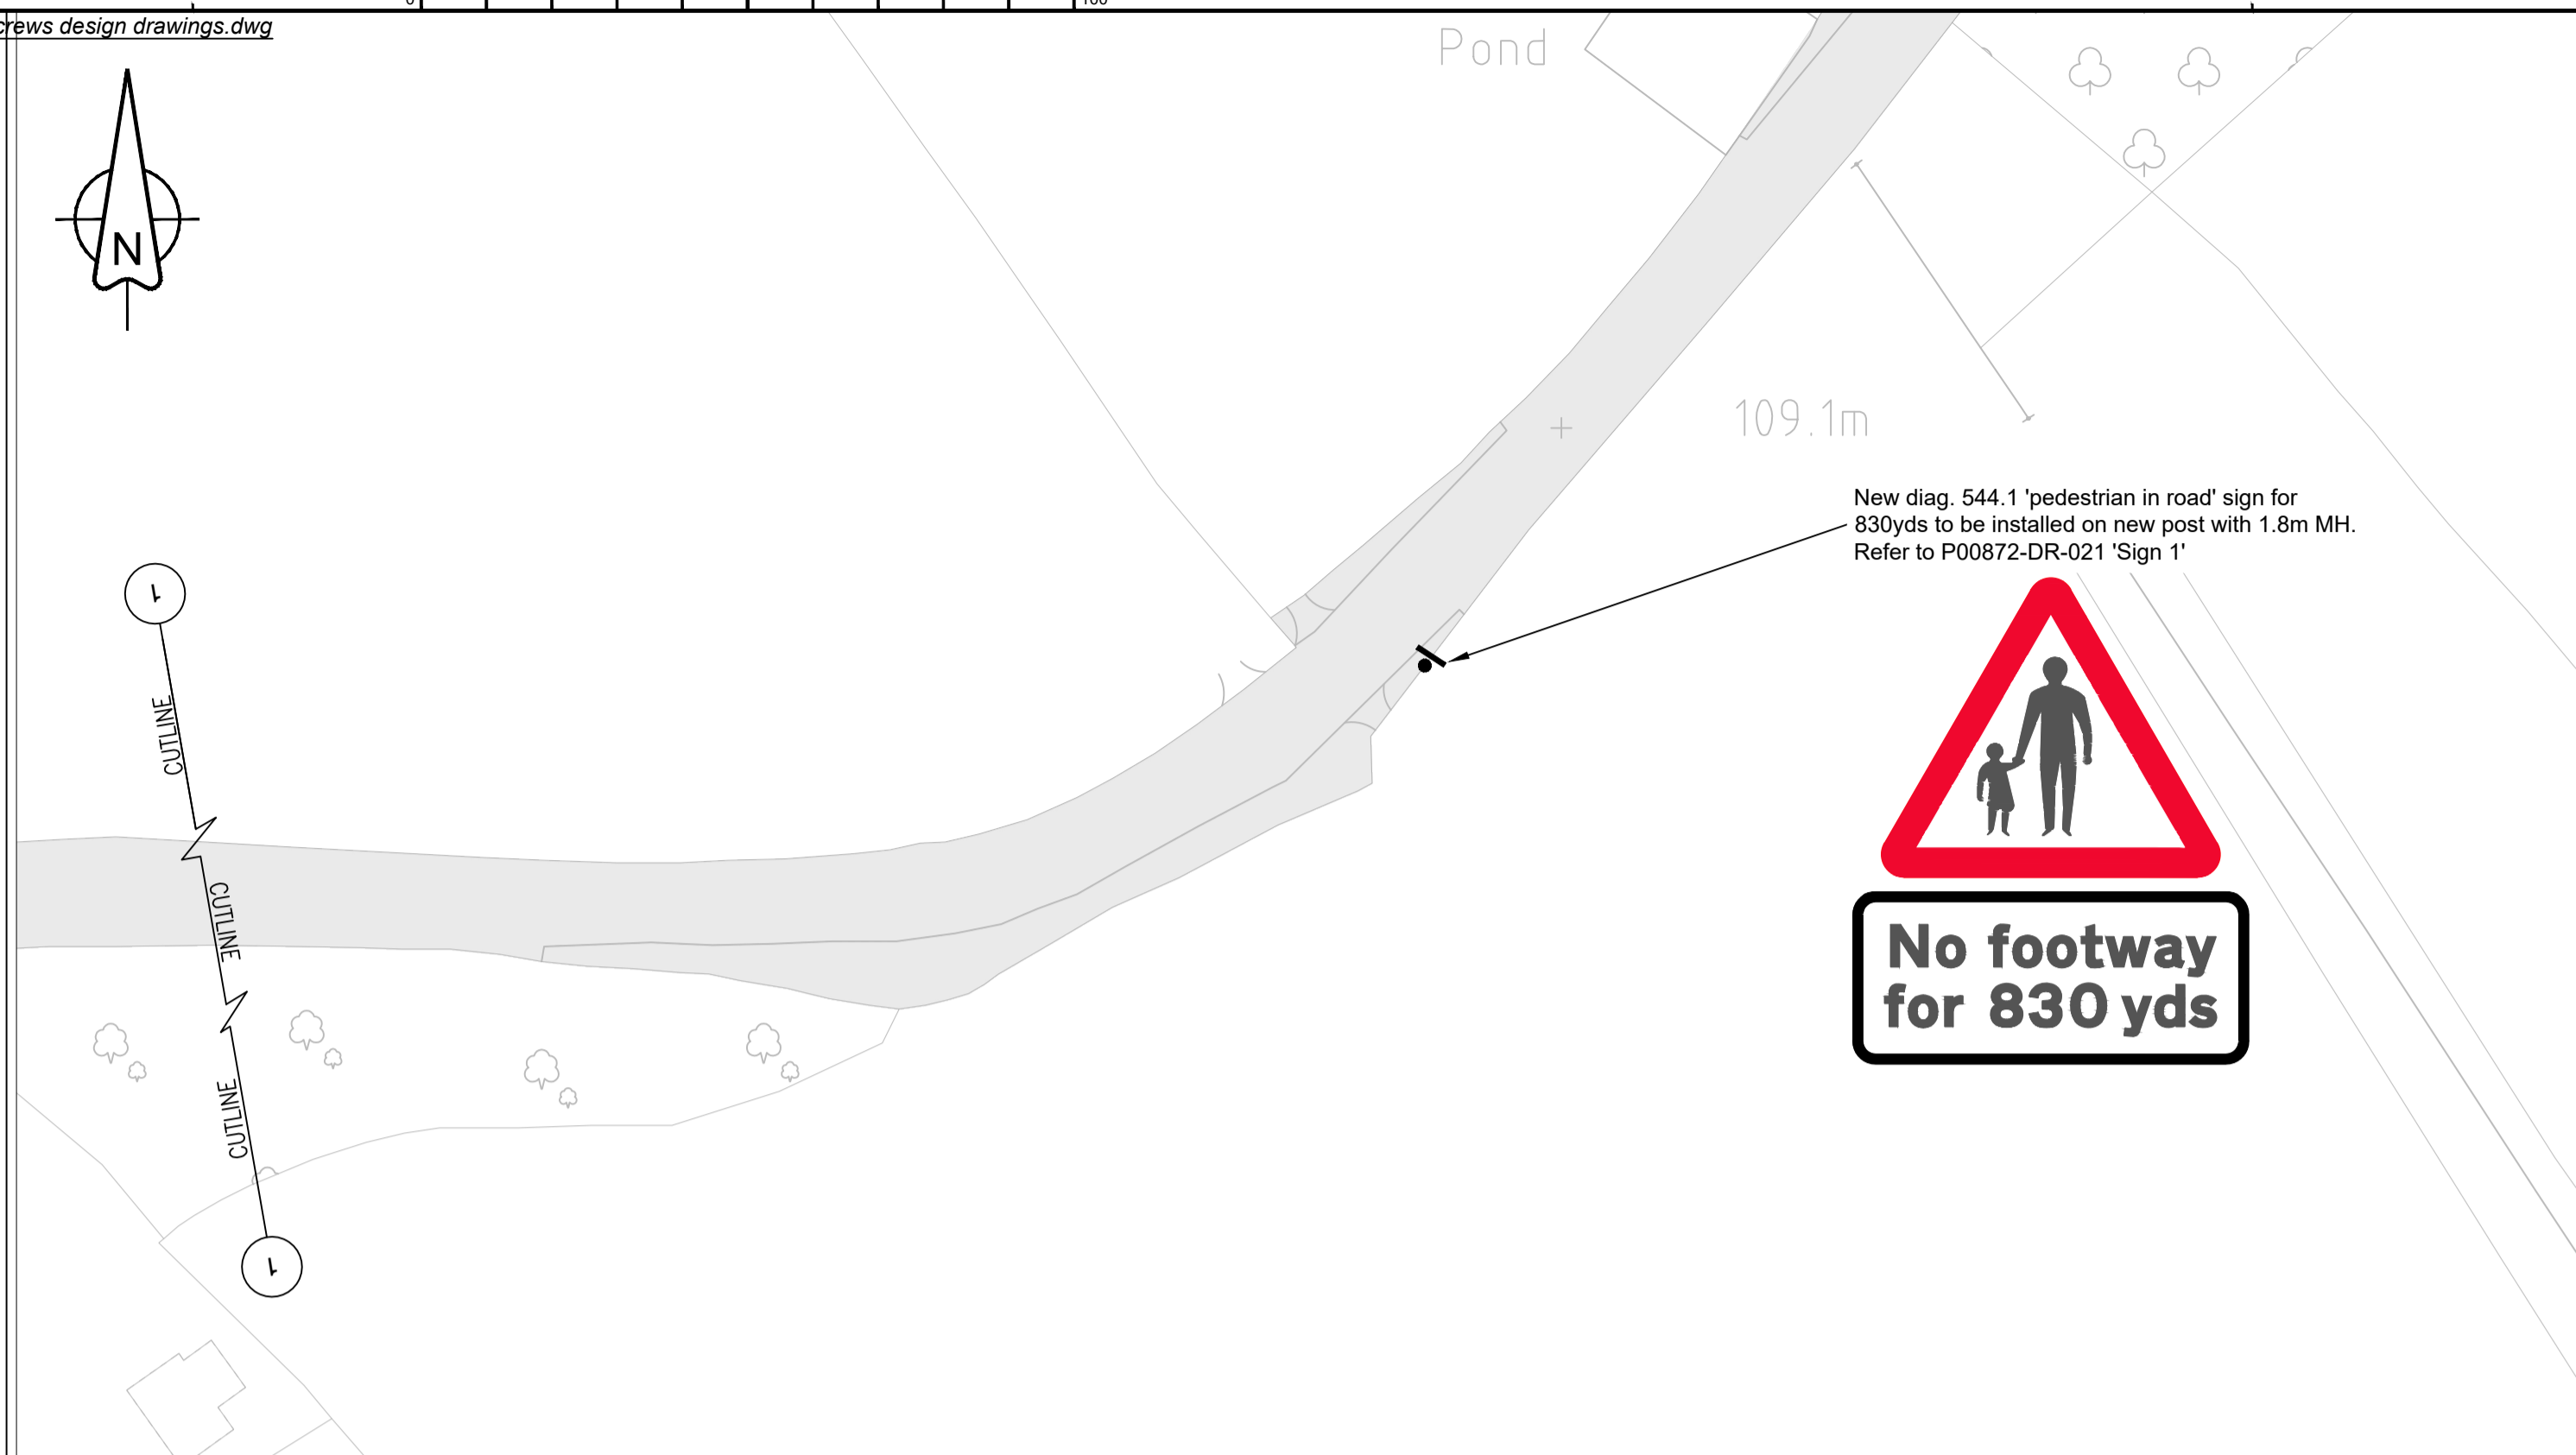 crews design drawings.dwg
Pond
N
109.1m
New diag. 544.1 'pedestrian in road' sign for
830yds to be installed on new post with 1.8m MH.
Refer to P00872-DR-021 'Sign 1'
1
CUTLINE
CUTLINE
CUTLINE
1
No footway
for 830 yds